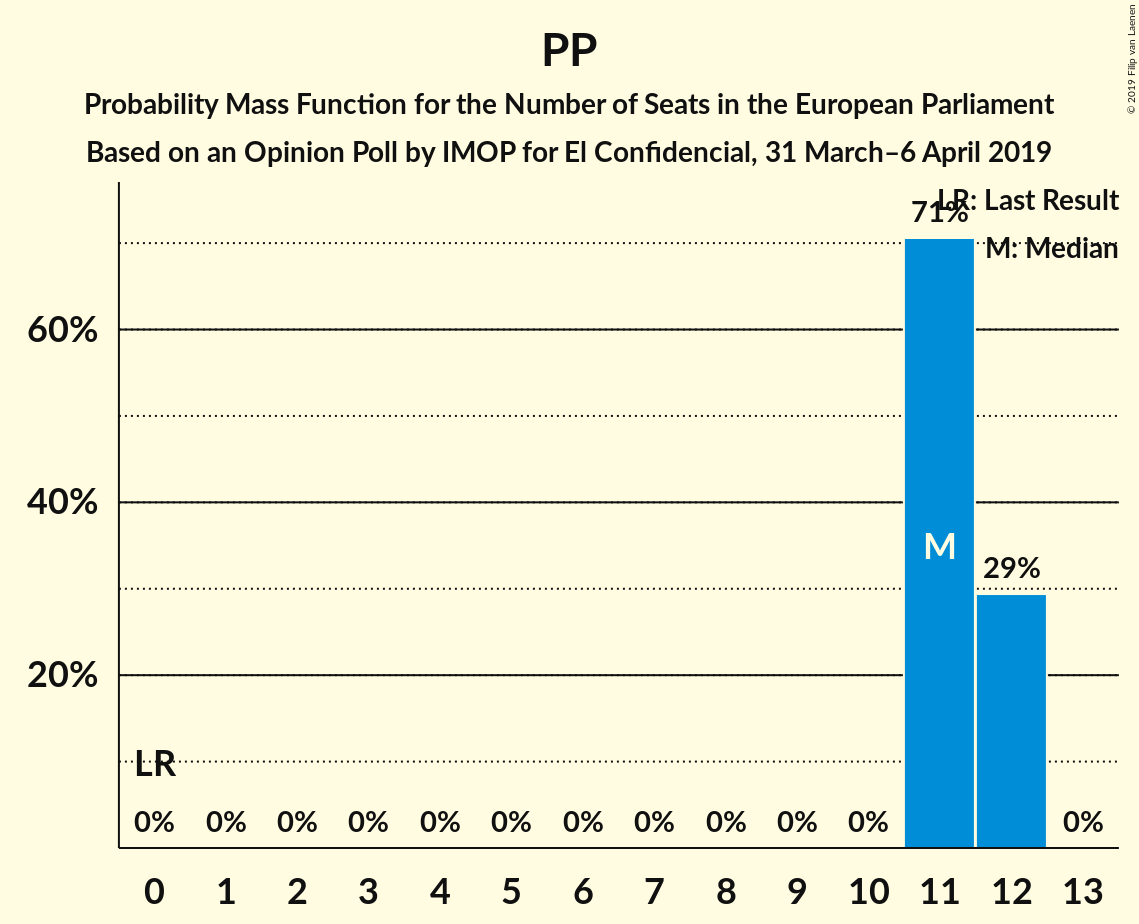 PP
Probability Mass Function for the Number of Seats in the European Parliament
Based on an Opinion Poll by IMOP for El Confidencial, 31 March–6 April 2019
© 2019 Filip van Laenen
LR: Last Result
M: Median
71%
60%
40%
M
29%
20%
LR
0% 0% 0% 0% 0% 0% 0% 0% 0% 0% 0% 0%
0 1 2 3 4 5 6 7 8 9 10 11 12 13